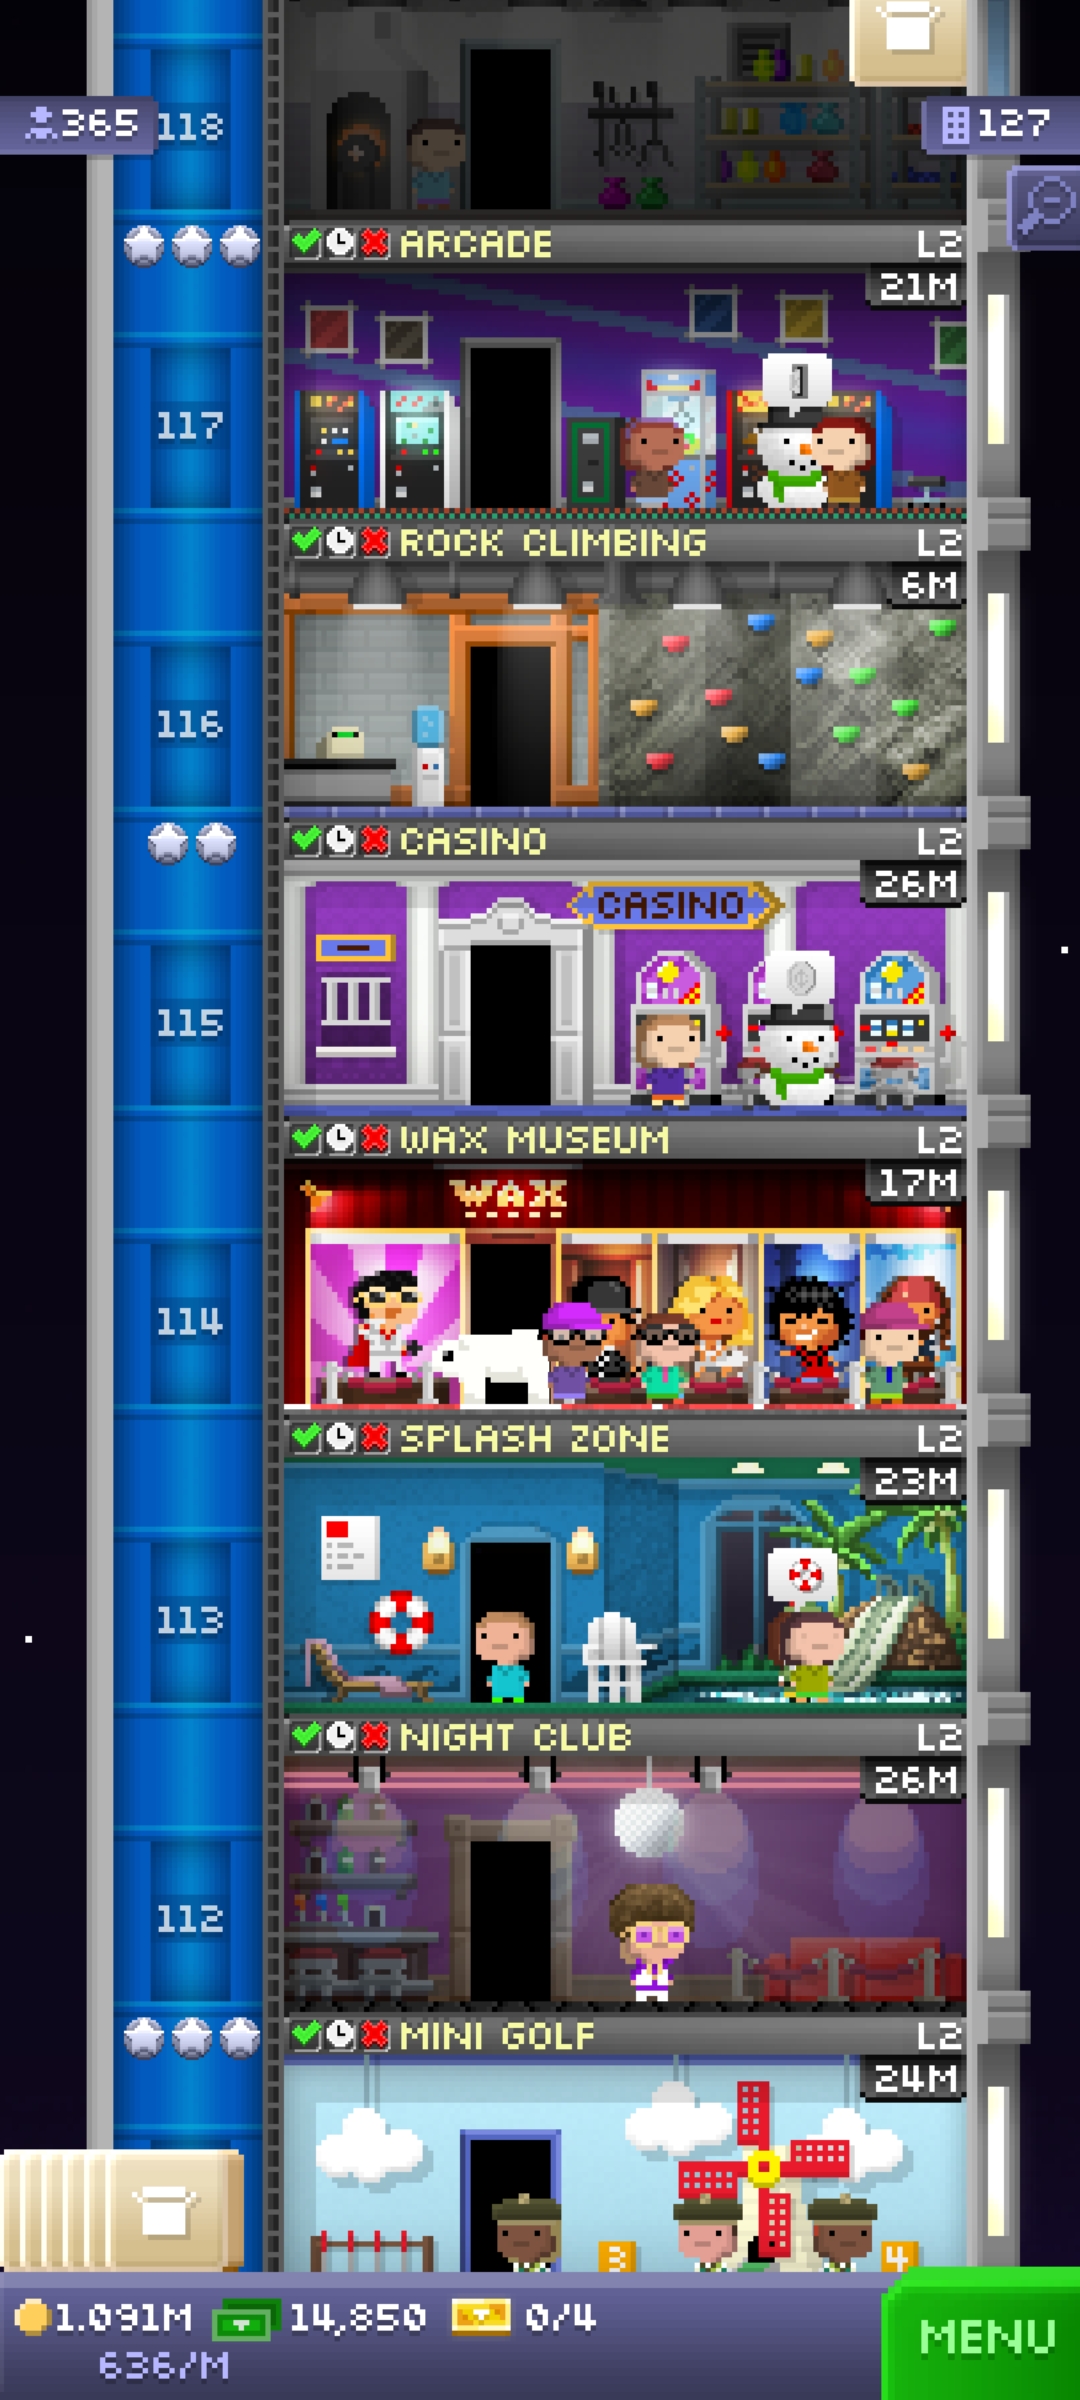 365
118
127
ARCADE L2
21M
117
ROCK CLIMBING L2
6M
116
CASINO L2
26M
CASINO
115
WAX MUSEUM L2
17M
WAX
114
SPLASH ZONE L2
23M
113
NIGHT CLUB L2
26M
112
MINI GOLF L2
24M
3
4
1.091M 14,850 0/4
636/M
MENU